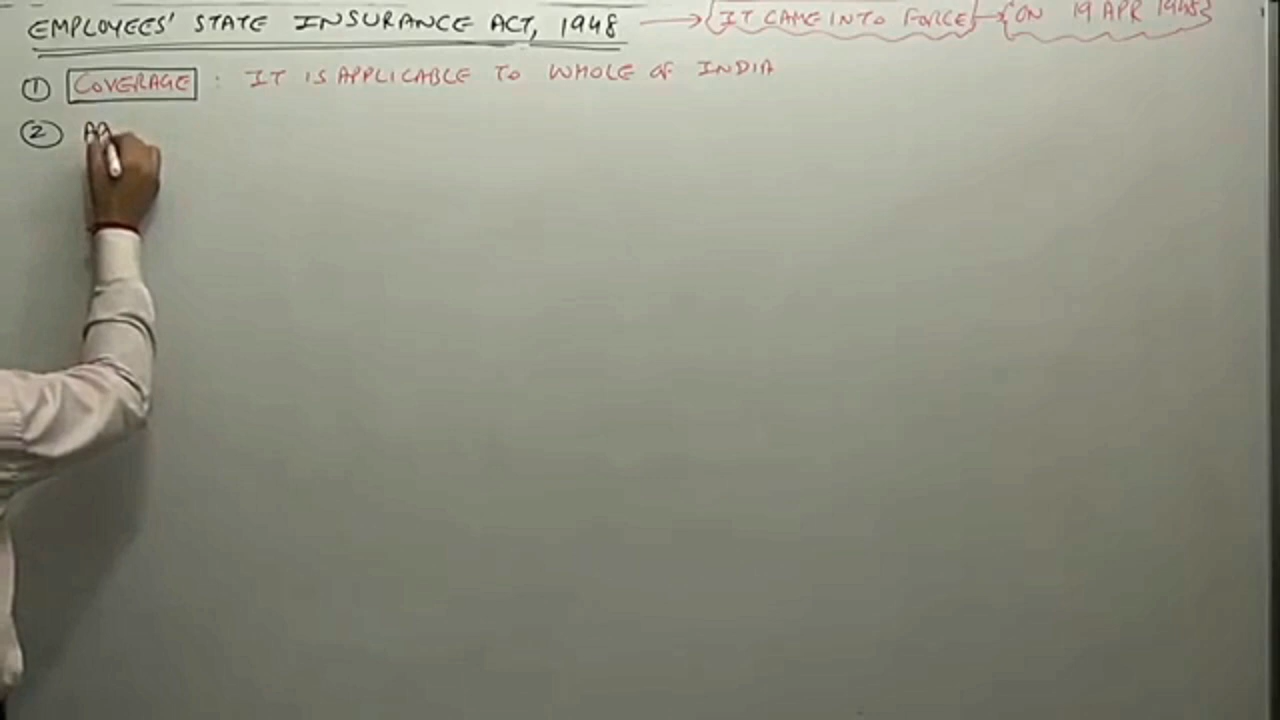 EMPLOYEES' STATE INSURANCE ACT, 1948 → {IT CAME INTO FORCE} → {ON 19 APR 1948}
① COVERAGE : IT IS APPLICABLE TO WHOLE OF INDIA
② AP